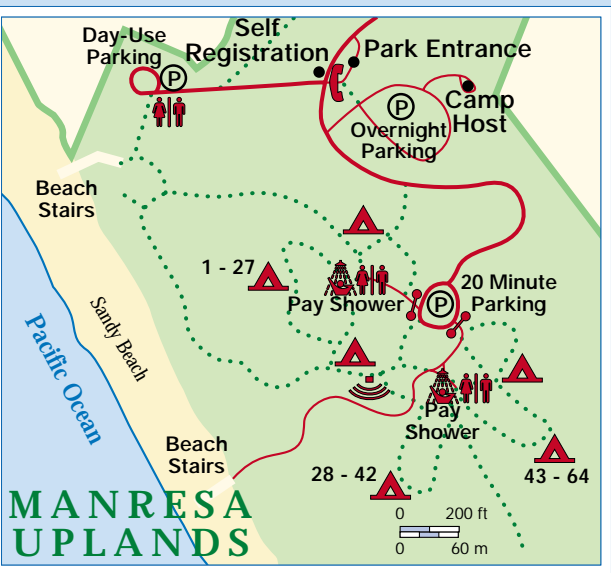 Day-Use
Parking
P
Self
Registration
Park Entrance
P
Overnight
Parking
Camp
Host
Beach
Stairs
1 - 27
Pay Shower
P
20 Minute
Parking
Sandy Beach
Pacific Ocean
Pay
Shower
Beach
Stairs
28 - 42
43 - 64
MANRESA
UPLANDS
0 200 ft
0 60 m